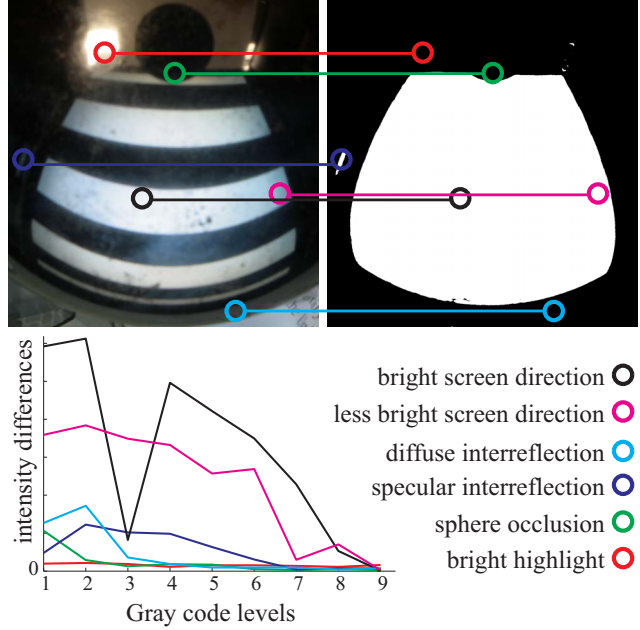 intensity differences
0
1 2 3 4 5 6 7 8 9
Gray code levels
bright screen direction
less bright screen direction
diffuse interreflection
specular interreflection
sphere occlusion
bright highlight